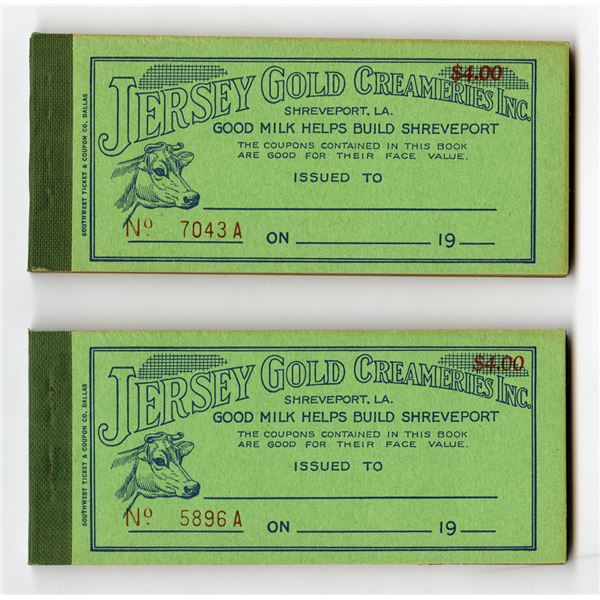 $4.00
JERSEY GOLD CREAMERIES INC.
SHREVEPORT, LA.
GOOD MILK HELPS BUILD SHREVEPORT
THE COUPONS CONTAINED IN THIS BOOK
ARE GOOD FOR THEIR FACE VALUE.
ISSUED TO
No 7043 A
ON 19
SOUTHWEST TICKET & COUPON CO. DALLAS
$4.00
JERSEY GOLD CREAMERIES INC.
SHREVEPORT, LA.
GOOD MILK HELPS BUILD SHREVEPORT
THE COUPONS CONTAINED IN THIS BOOK
ARE GOOD FOR THEIR FACE VALUE.
ISSUED TO
No 5896 A
ON 19
SOUTHWEST TICKET & COUPON CO. DALLAS